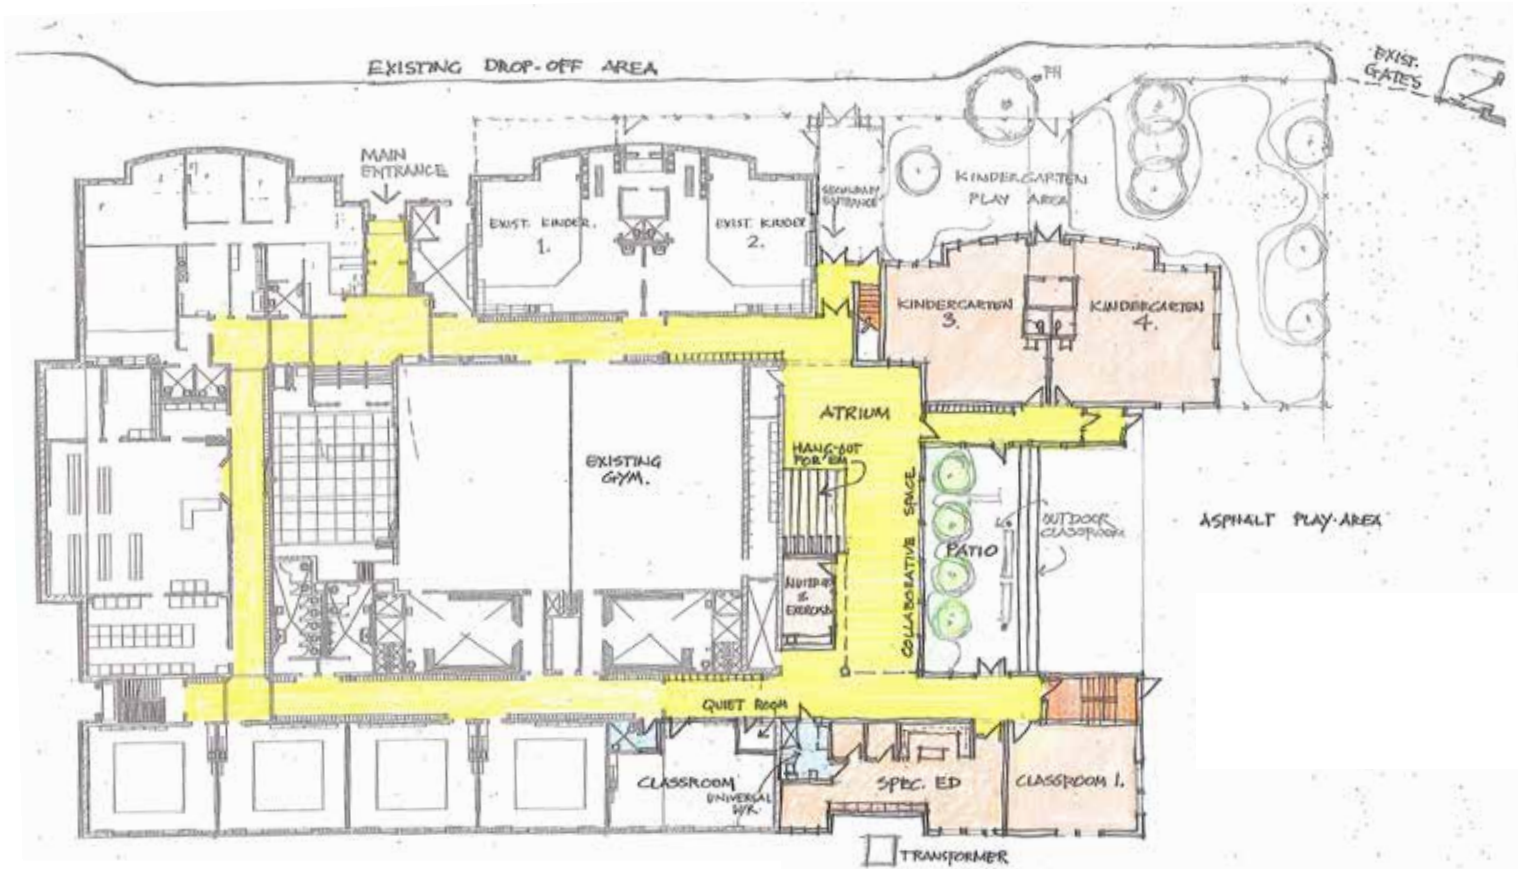 EXISTING DROP-OFF AREA
EXIST.
GATES
FH
MAIN
ENTRANCE
KINDERGARTEN
PLAY AREA
SECONDARY
ENTRANCE
EXIST. KINDER.
1.
EXIST. KINDER
2.
KINDERGARTEN
3.
KINDERGARTEN
4.
ATRIUM
HANG-OUT
FOR 'EM
EXISTING
GYM.
COLLABORATIVE SPACE
OUTDOOR
CLASSROOM
PATIO
ASPHALT PLAY-AREA
&
QUIET ROOM
CLASSROOM
UNIVERSAL
W/R.
SPEC. ED
CLASSROOM 1.
TRANSFORMER